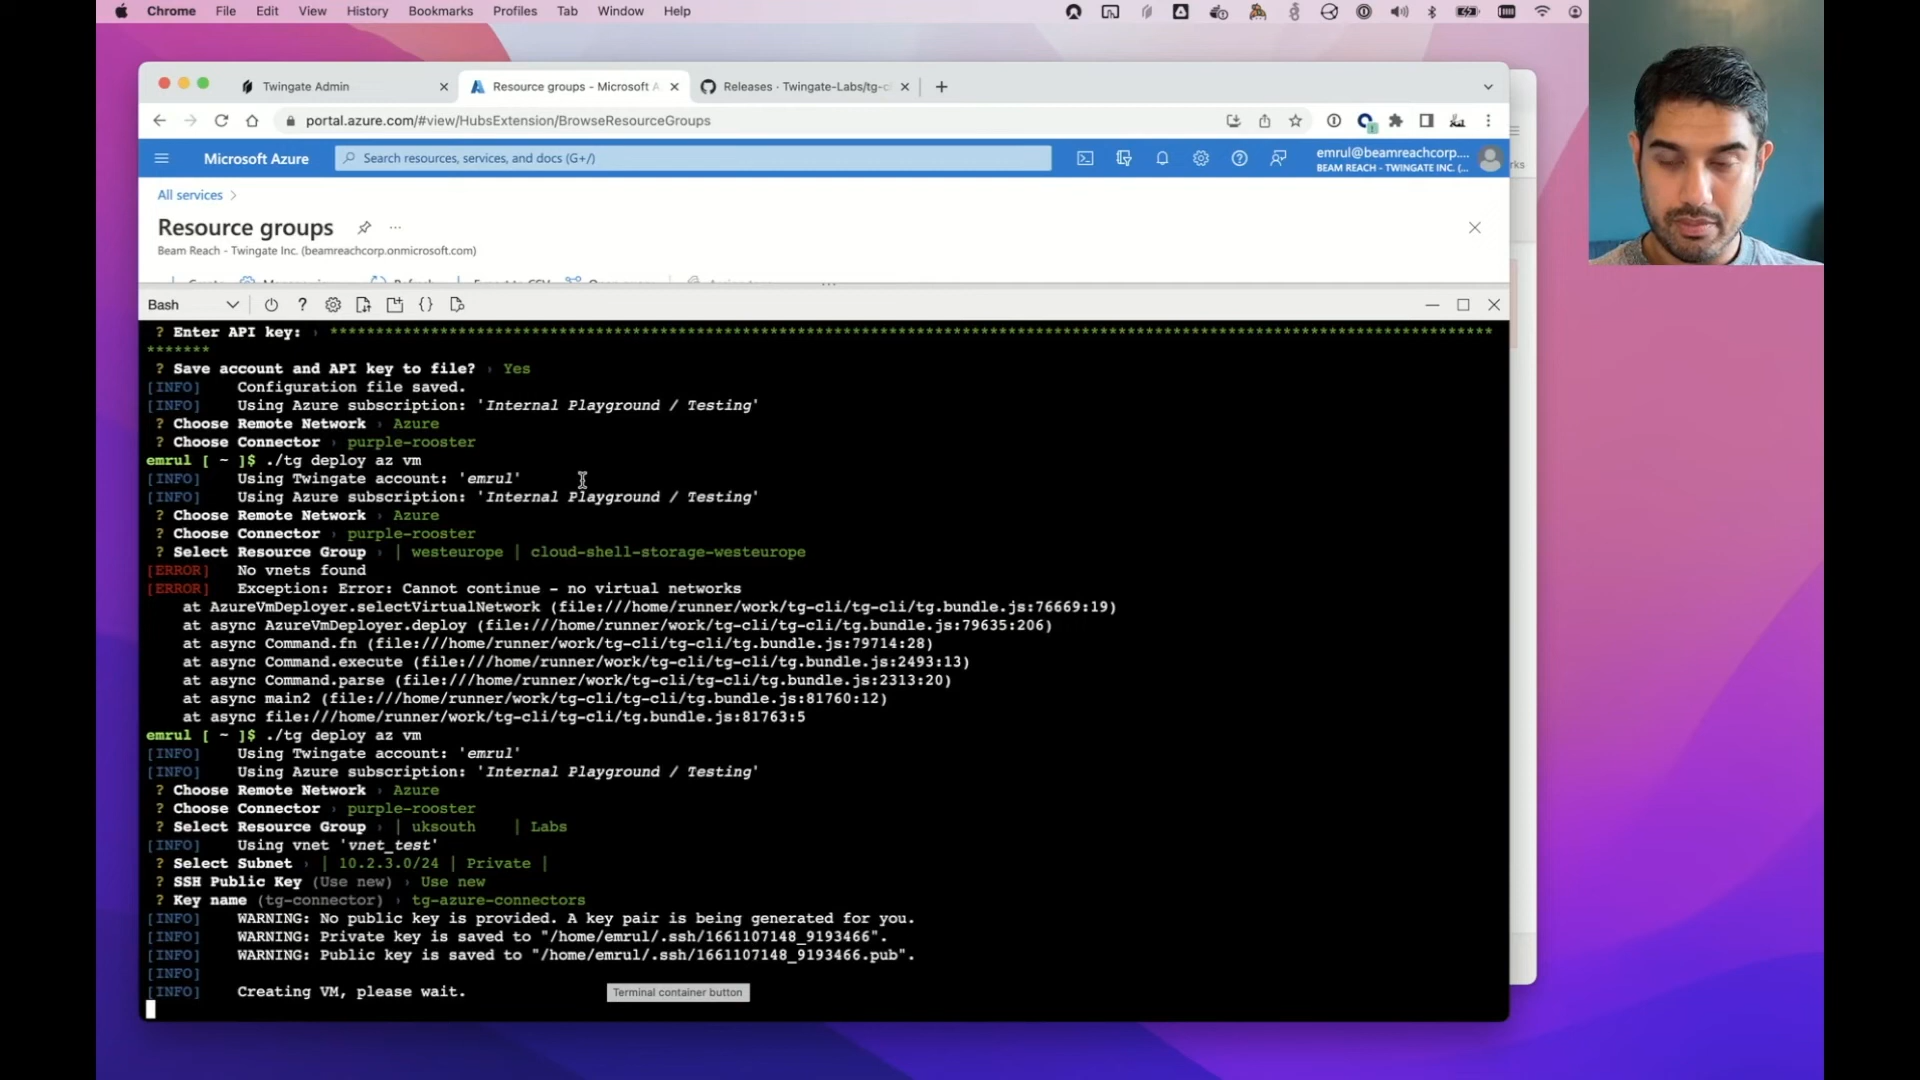 Chrome File Edit View History Bookmarks Profiles Tab Window Help
Twingate Admin
Resource groups - Microsoft A
Releases · Twingate-Labs/tg-c
portal.azure.com/#view/HubsExtension/BrowseResourceGroups
Microsoft Azure
Search resources, services, and docs (G+/)
emrul@beamreachcorp....
BEAM REACH - TWINGATE INC. (...
All services >
Resource groups
Beam Reach - Twingate Inc. (beamreachcorp.onmicrosoft.com)
Bash
? Enter API key: › *******************************************************************************************************************************
*******
? Save account and API key to file? › Yes
[INFO] Configuration file saved.
[INFO] Using Azure subscription: 'Internal Playground / Testing'
? Choose Remote Network › Azure
? Choose Connector › purple-rooster
emrul [ ~ ]$ ./tg deploy az vm
[INFO] Using Twingate account: 'emrul'
[INFO] Using Azure subscription: 'Internal Playground / Testing'
? Choose Remote Network › Azure
? Choose Connector › purple-rooster
? Select Resource Group › | westeurope | cloud-shell-storage-westeurope
[ERROR] No vnets found
[ERROR] Exception: Error: Cannot continue - no virtual networks
at AzureVmDeployer.selectVirtualNetwork (file:///home/runner/work/tg-cli/tg-cli/tg.bundle.js:76669:19)
at async AzureVmDeployer.deploy (file:///home/runner/work/tg-cli/tg-cli/tg.bundle.js:79635:206)
at async Command.fn (file:///home/runner/work/tg-cli/tg-cli/tg.bundle.js:79714:28)
at async Command.execute (file:///home/runner/work/tg-cli/tg-cli/tg.bundle.js:2493:13)
at async Command.parse (file:///home/runner/work/tg-cli/tg-cli/tg.bundle.js:2313:20)
at async main2 (file:///home/runner/work/tg-cli/tg-cli/tg.bundle.js:81760:12)
at async file:///home/runner/work/tg-cli/tg-cli/tg.bundle.js:81763:5
emrul [ ~ ]$ ./tg deploy az vm
[INFO] Using Twingate account: 'emrul'
[INFO] Using Azure subscription: 'Internal Playground / Testing'
? Choose Remote Network › Azure
? Choose Connector › purple-rooster
? Select Resource Group › | uksouth | Labs
[INFO] Using vnet 'vnet_test'
? Select Subnet › | 10.2.3.0/24 | Private |
? SSH Public Key (Use new) › Use new
? Key name (tg-connector) › tg-azure-connectors
[INFO] WARNING: No public key is provided. A key pair is being generated for you.
[INFO] WARNING: Private key is saved to "/home/emrul/.ssh/1661107148_9193466".
[INFO] WARNING: Public key is saved to "/home/emrul/.ssh/1661107148_9193466.pub".
[INFO]
[INFO] Creating VM, please wait.
Terminal container button